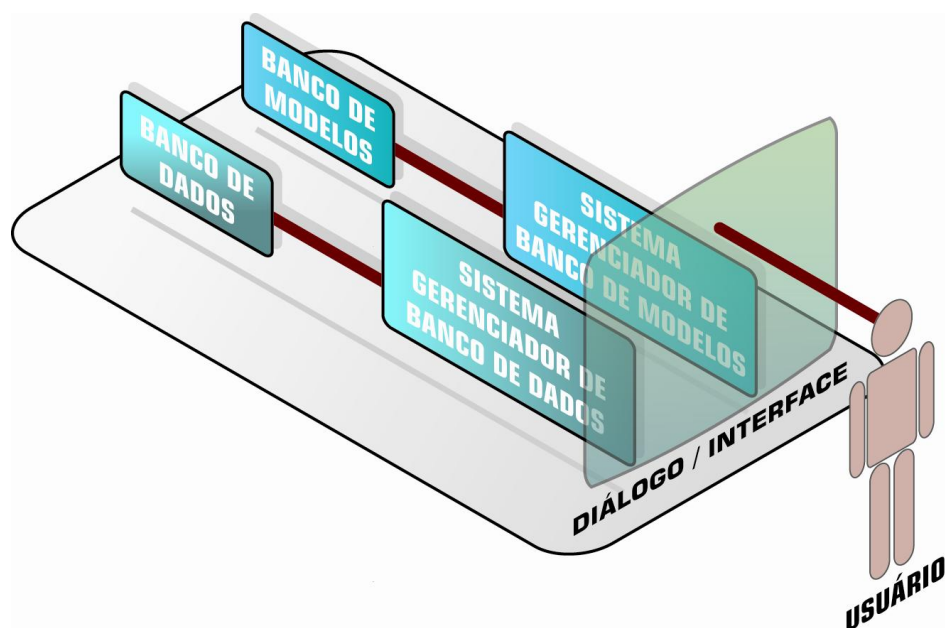 BANCO DE
MODELOS
BANCO DE
DADOS
SISTEMA
GERENCIADOR DE
BANCO DE MODELOS
SISTEMA
GERENCIADOR DE
BANCO DE DADOS
DIÁLOGO / INTERFACE
USUÁRIO